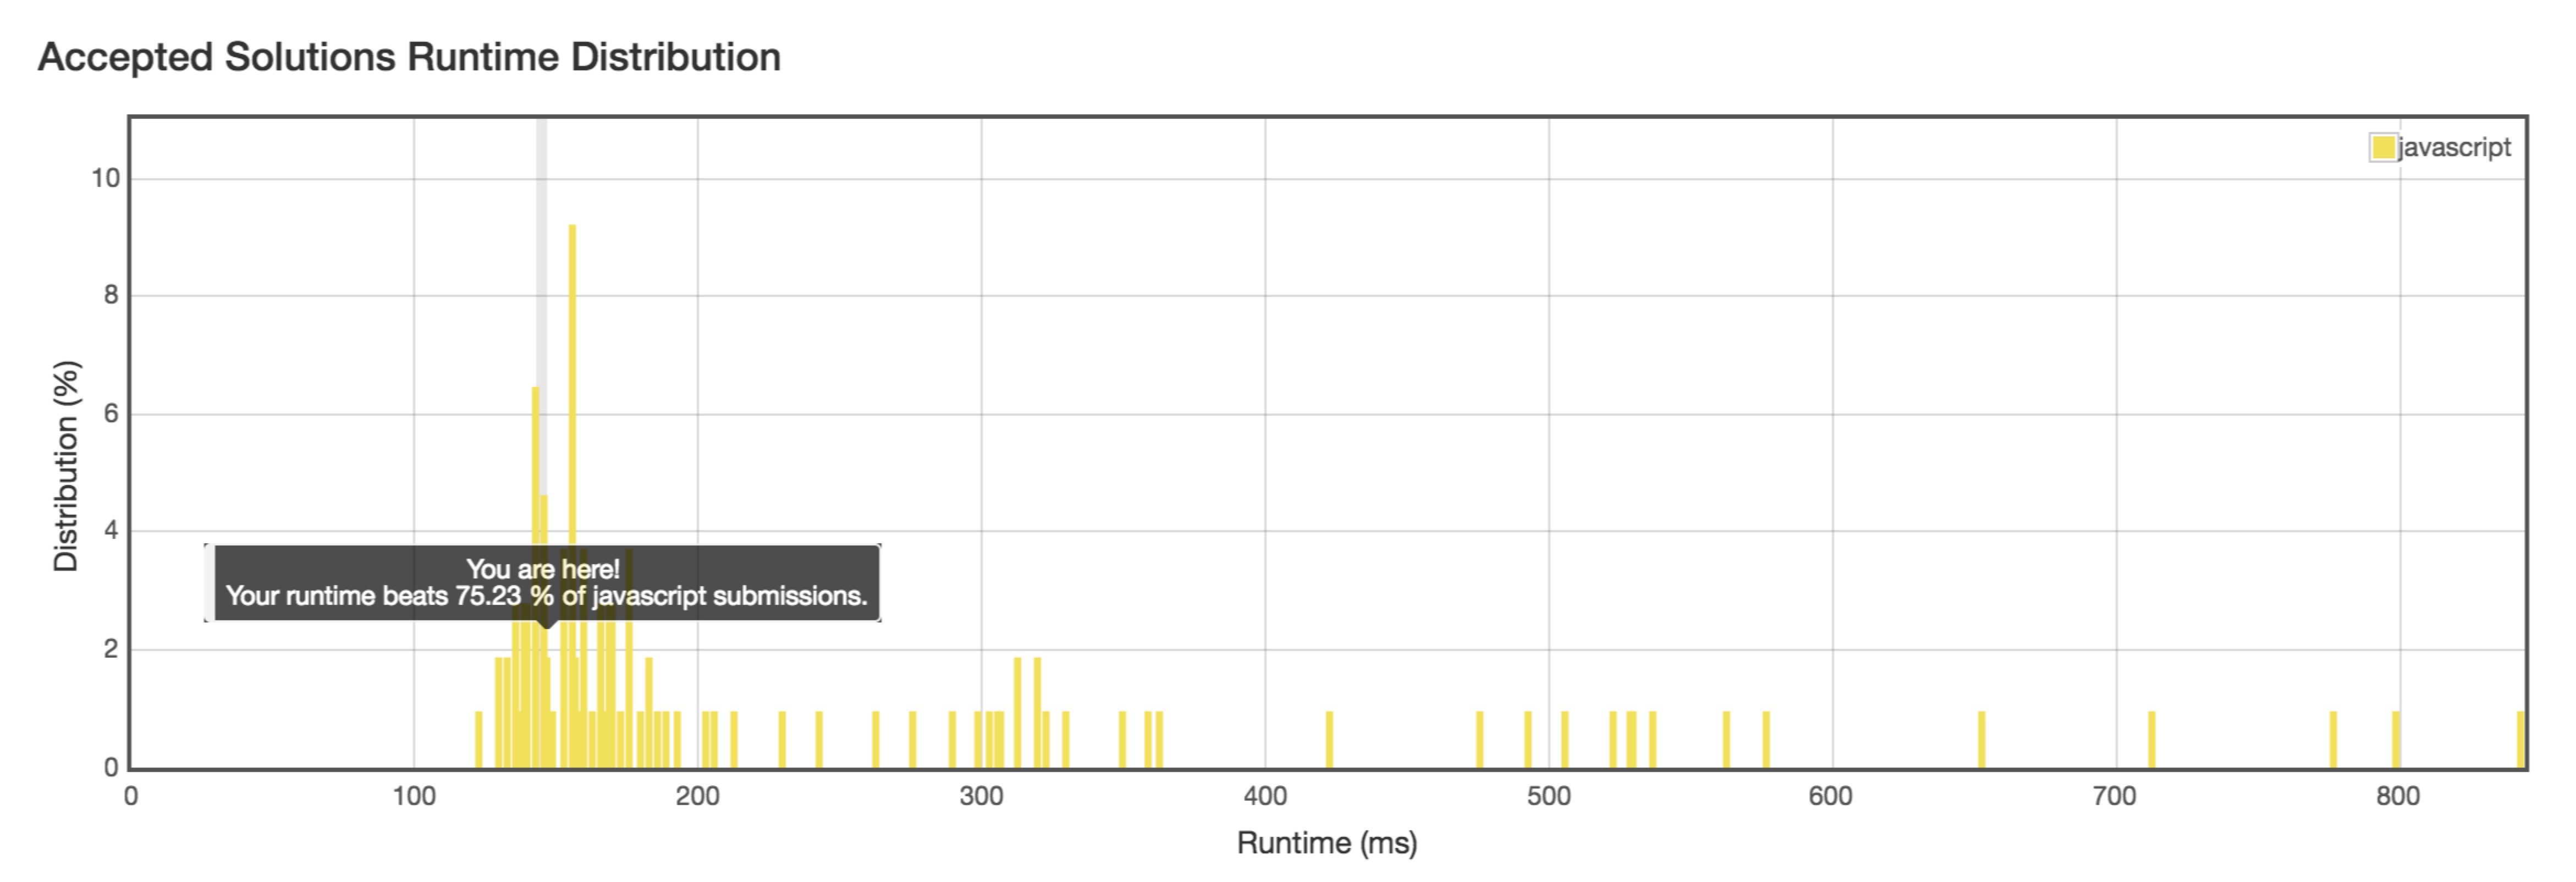 Accepted Solutions Runtime Distribution
javascript
10
8
6
4
2
0
Distribution (%)
You are here!
Your runtime beats 75.23 % of javascript submissions.
0 100 200 300 400 500 600 700 800
Runtime (ms)